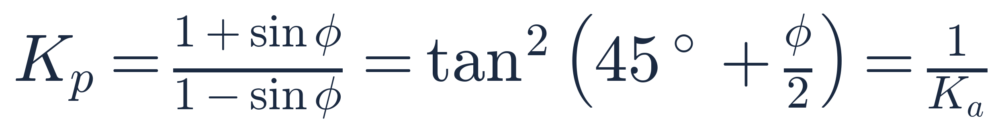 K_p = \frac{1 + \sin \phi}{1 - \sin \phi} = \tan^2 \left( 45^\circ + \frac{\phi}{2} \right) = \frac{1}{K_a}